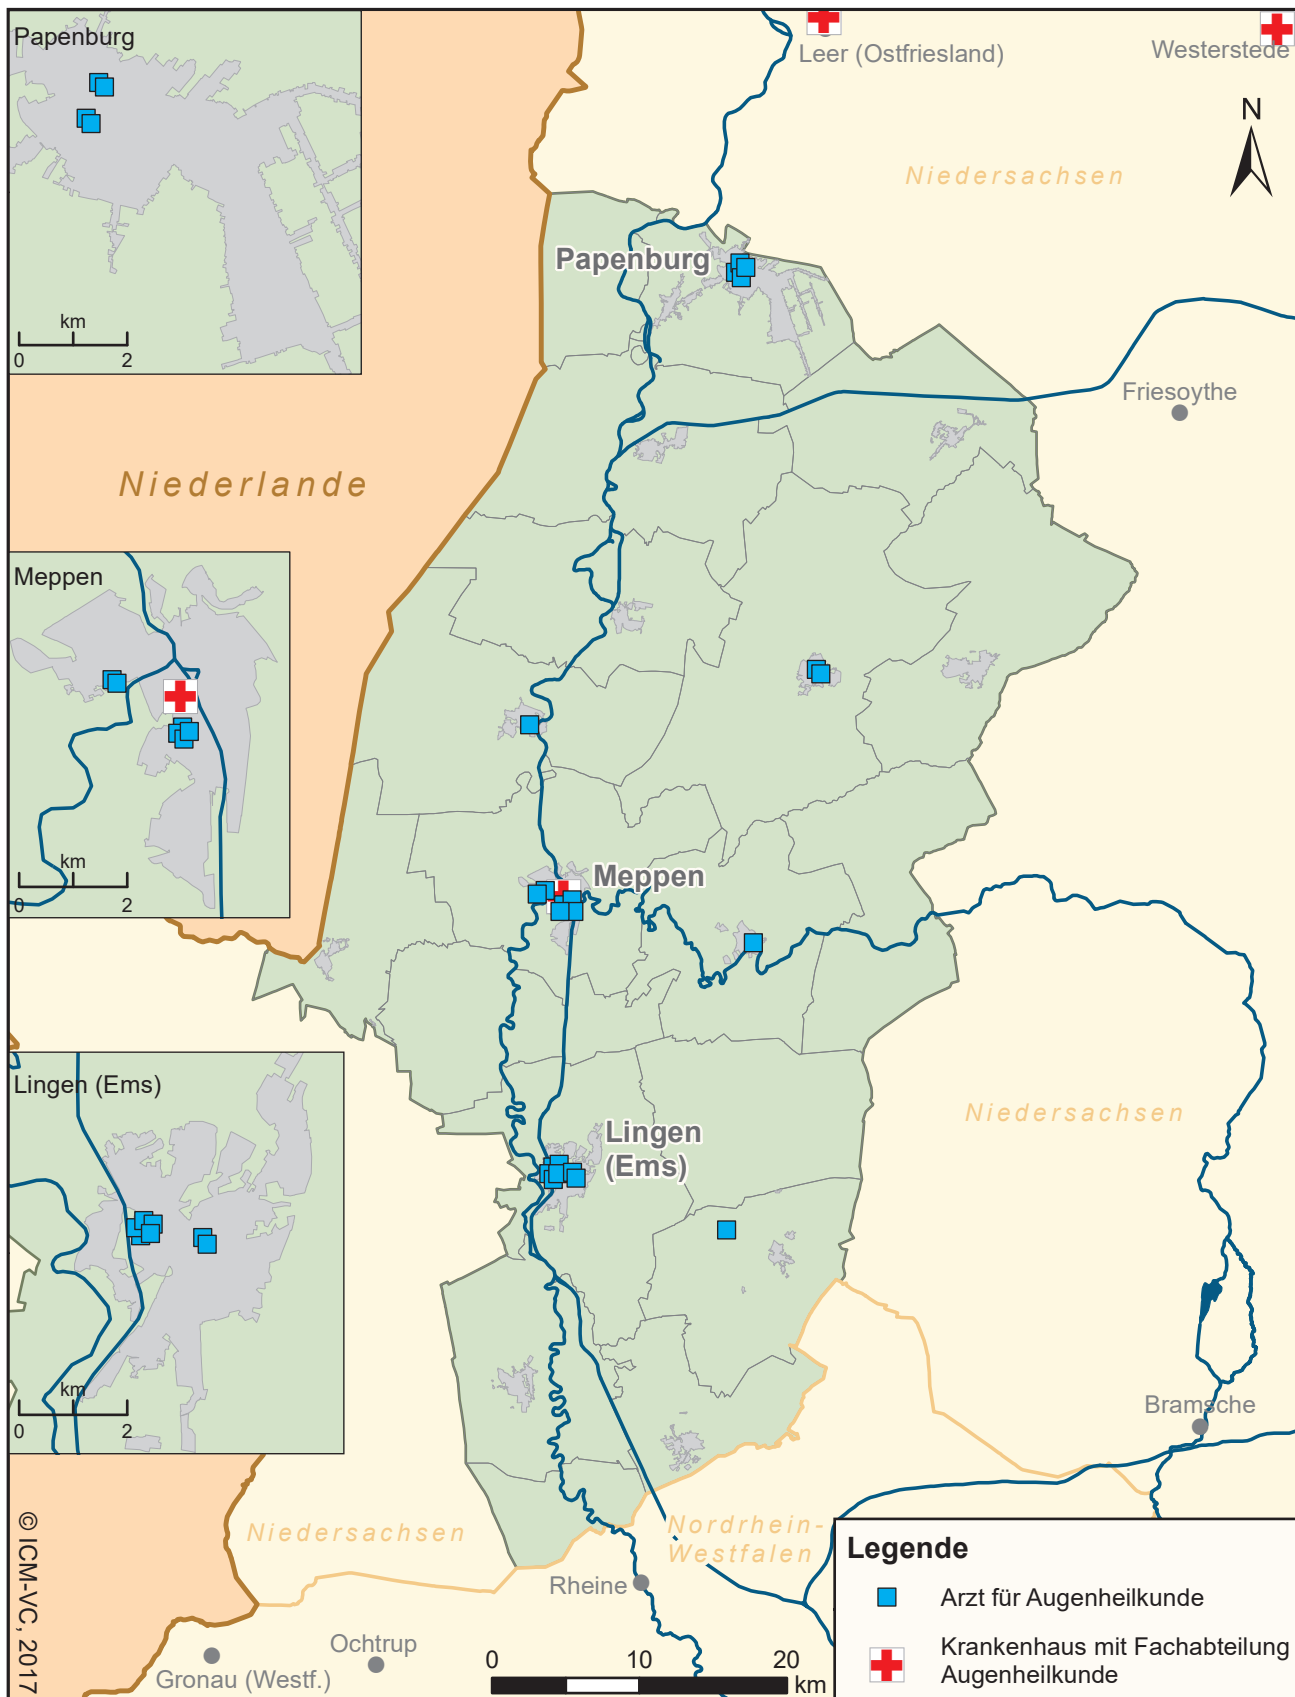 Papenburg
km
0 2
Leer (Ostfriesland)
Westerstede
N
Niedersachsen
Papenburg
Friesoythe
Niederlande
Meppen
km
0 2
Meppen
Lingen (Ems)
km
0 2
Niedersachsen
Lingen
(Ems)
Bramsche
Niedersachsen
Nordrhein-
Westfalen
Rheine
Ochtrup
Gronau (Westf.)
© ICM-VC, 2017
0 10 20
km
Legende
Arzt für Augenheilkunde
Krankenhaus mit Fachabteilung
Augenheilkunde